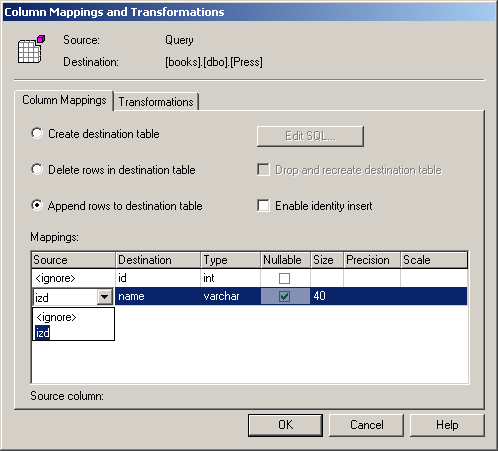 Column Mappings and Transformations
Source: Query
Destination: [books].[dbo].[Press]
Column Mappings Transformations
Create destination table Edit SQL...
Delete rows in destination table Drop and recreate destination table
Append rows to destination table Enable identity insert
Mappings:
Source Destination Type Nullable Size Precision Scale
<ignore> id int
izd name varchar 40
<ignore>
izd
Source column:
OK Cancel Help